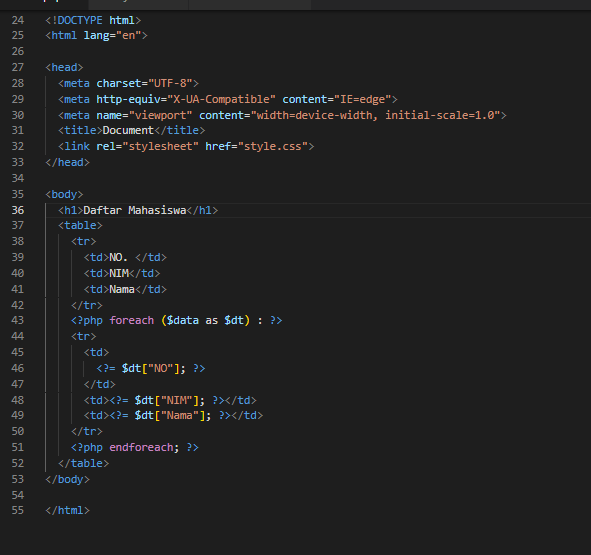 24 <!DOCTYPE html>
25 <html lang="en">
26
27 <head>
28 <meta charset="UTF-8">
29 <meta http-equiv="X-UA-Compatible" content="IE=edge">
30 <meta name="viewport" content="width=device-width, initial-scale=1.0">
31 <title>Document</title>
32 <link rel="stylesheet" href="style.css">
33 </head>
34
35 <body>
36 <h1>Daftar Mahasiswa</h1>
37 <table>
38 <tr>
39 <td>NO. </td>
40 <td>NIM</td>
41 <td>Nama</td>
42 </tr>
43 <?php foreach ($data as $dt) : ?>
44 <tr>
45 <td>
46 <?= $dt["NO"]; ?>
47 </td>
48 <td><?= $dt["NIM"]; ?></td>
49 <td><?= $dt["Nama"]; ?></td>
50 </tr>
51 <?php endforeach; ?>
52 </table>
53 </body>
54
55 </html>